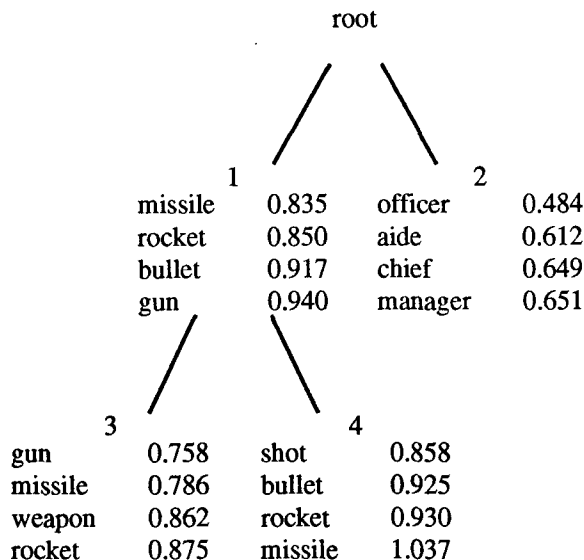 root
1 2
missile 0.835 officer 0.484
rocket 0.850 aide 0.612
bullet 0.917 chief 0.649
gun 0.940 manager 0.651
3 4
gun 0.758 shot 0.858
missile 0.786 bullet 0.925
weapon 0.862 rocket 0.930
rocket 0.875 missile 1.037